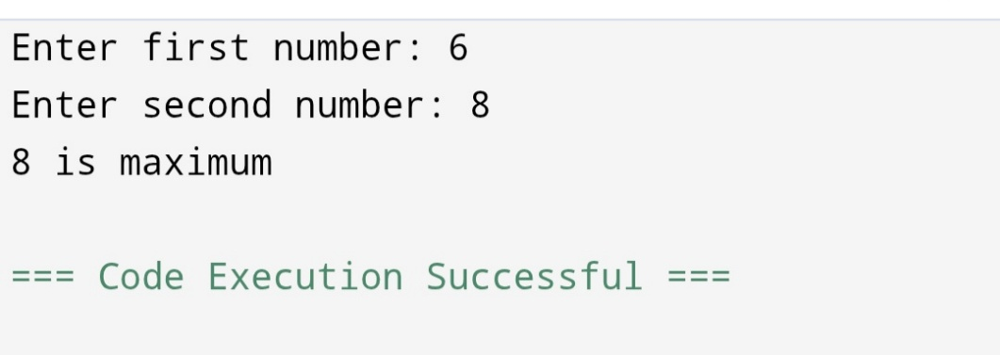 Enter first number: 6
Enter second number: 8
8 is maximum
=== Code Execution Successful ===